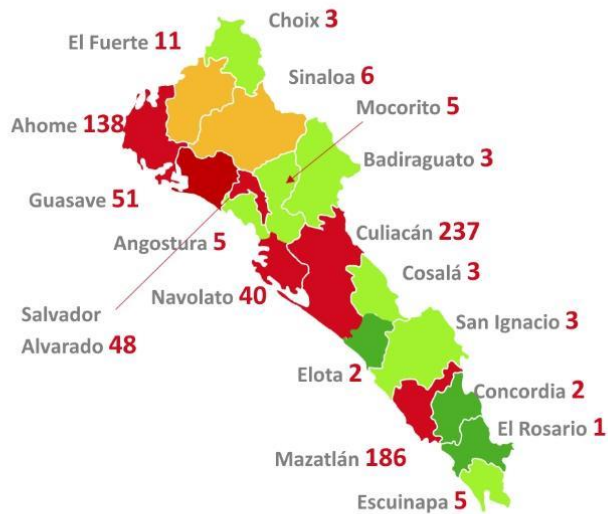 Choix 3
El Fuerte 11
Sinaloa 6
Mocorito 5
Ahome 138
Badiraguato 3
Guasave 51
Culiacán 237
Angostura 5
Cosalá 3
Salvador
Alvarado 48
Navolato 40
San Ignacio 3
Elota 2
Concordia 2
El Rosario 1
Mazatlán 186
Escuinapa 5